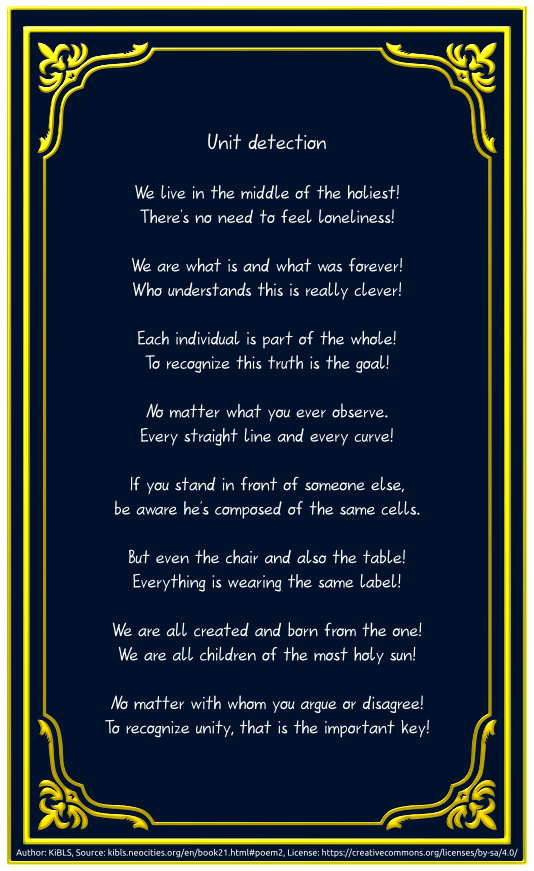 Unit detection
We live in the middle of the holiest!
There's no need to feel loneliness!
We are what is and what was forever!
Who understands this is really clever!
Each individual is part of the whole!
To recognize this truth is the goal!
No matter what you ever observe.
Every straight line and every curve!
If you stand in front of someone else,
be aware he's composed of the same cells.
But even the chair and also the table!
Everything is wearing the same label!
We are all created and born from the one!
We are all children of the most holy sun!
No matter with whom you argue or disagree!
To recognize unity, that is the important key!
Author: KiBLS, Source: kibls.neocities.org/en/book21.html#poem2, License: https://creativecommons.org/licenses/by-sa/4.0/